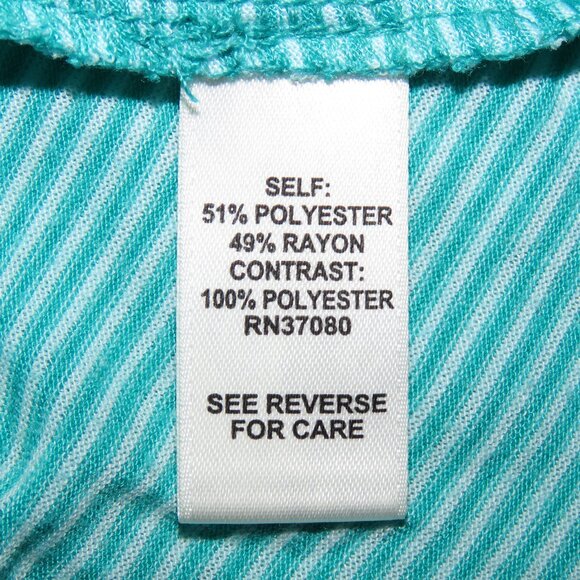 SELF:
51% POLYESTER
49% RAYON
CONTRAST:
100% POLYESTER
RN37080
SEE REVERSE
FOR CARE